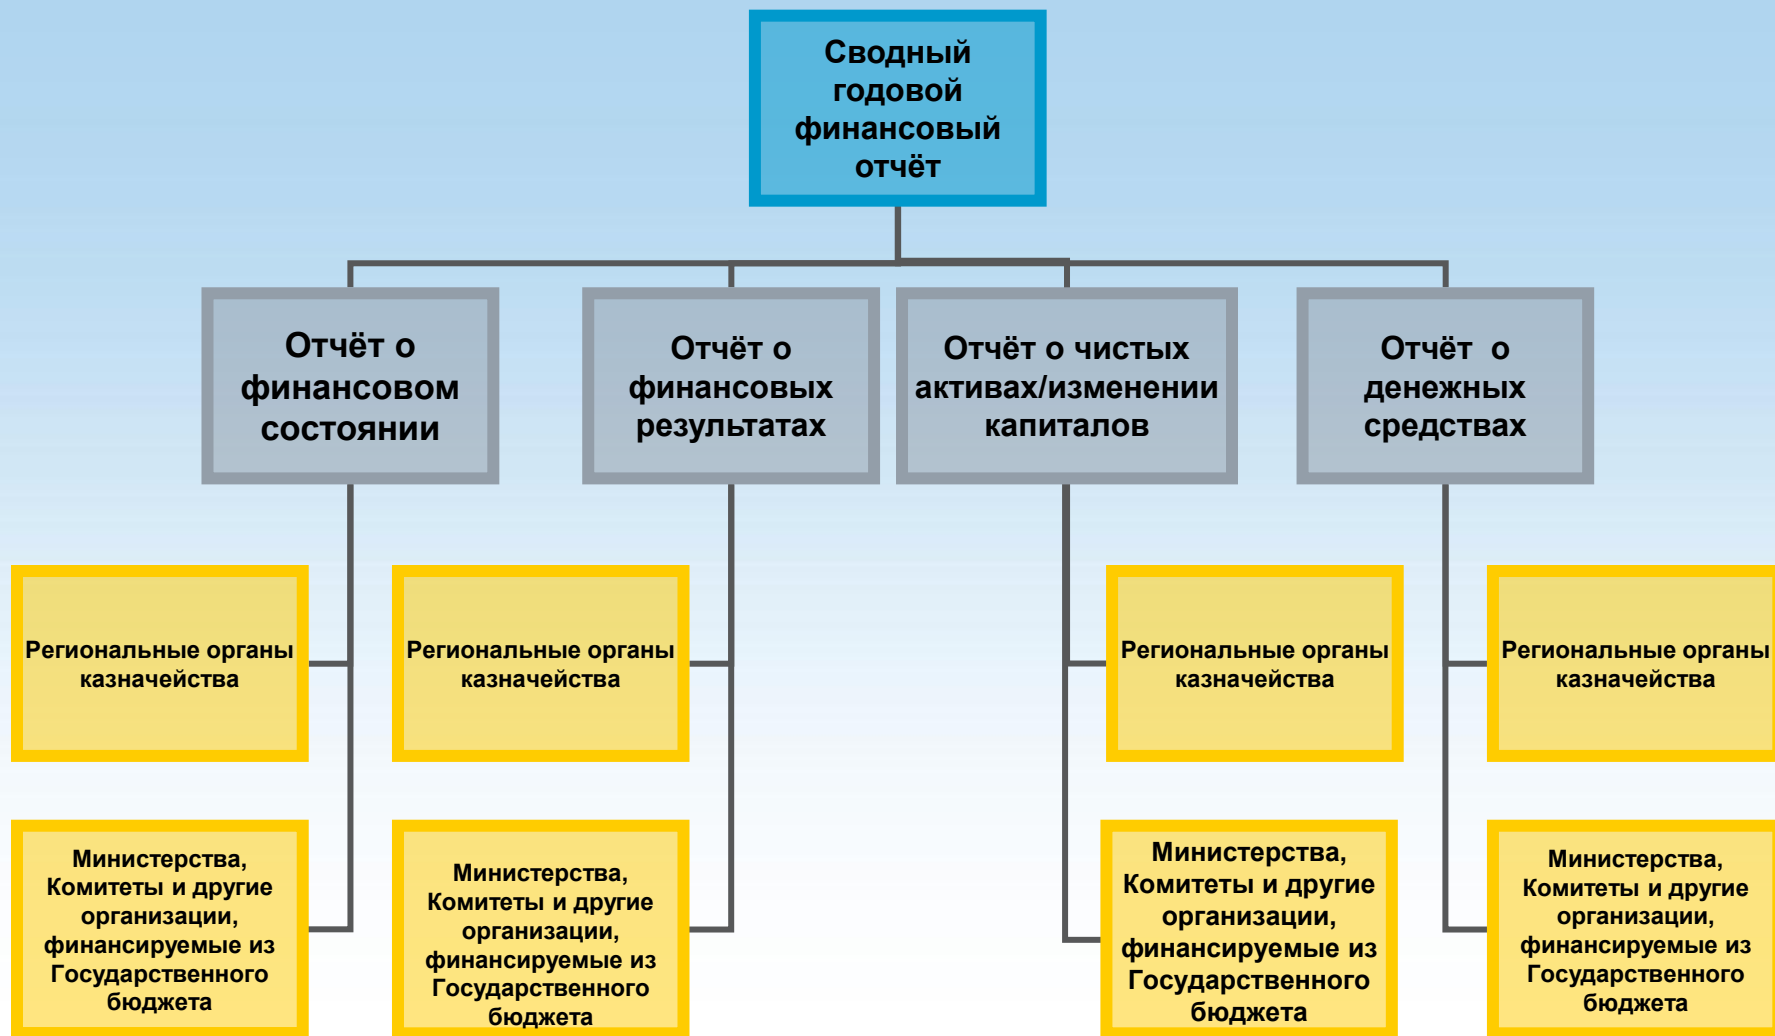 Сводный
годовой
финансовый
отчёт
Отчёт о
финансовом
состоянии
Отчёт о
финансовых
результатах
Отчёт о чистых
активах/изменении
капиталов
Отчёт о
денежных
средствах
Региональные органы
казначейства
Региональные органы
казначейства
Региональные органы
казначейства
Региональные органы
казначейства
Министерства,
Комитеты и другие
организации,
финансируемые из
Государственного
бюджета
Министерства,
Комитеты и другие
организации,
финансируемые из
Государственного
бюджета
Министерства,
Комитеты и другие
организации,
финансируемые из
Государственного
бюджета
Министерства,
Комитеты и другие
организации,
финансируемые из
Государственного
бюджета